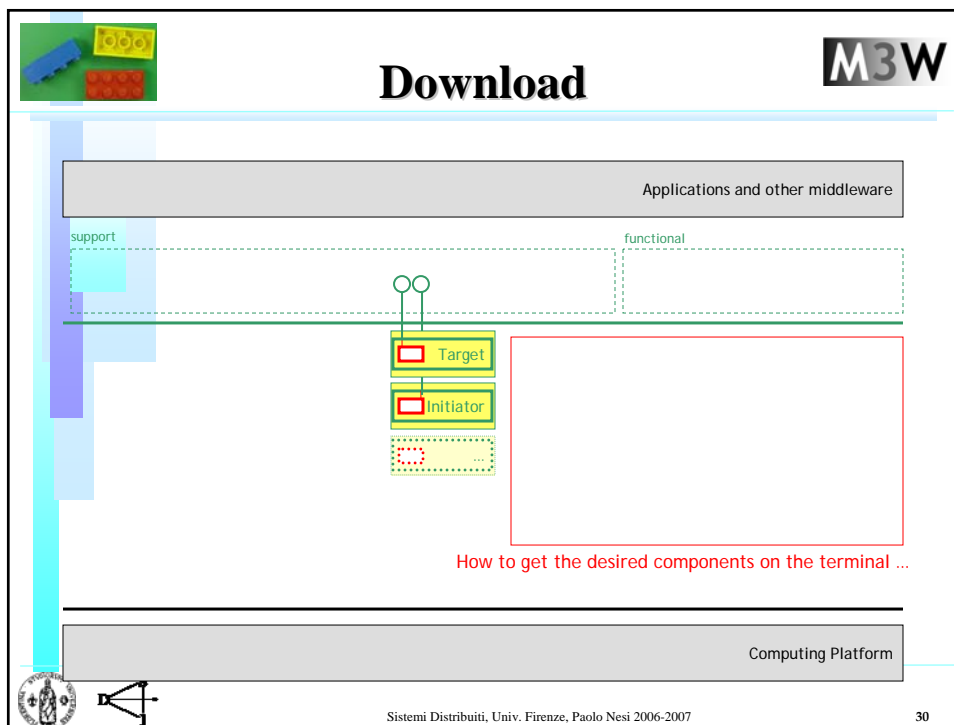 Download
M3W
Applications and other middleware
support
functional
Target
Initiator
...
How to get the desired components on the terminal ...
Computing Platform
Sistemi Distribuiti, Univ. Firenze, Paolo Nesi 2006-2007
30